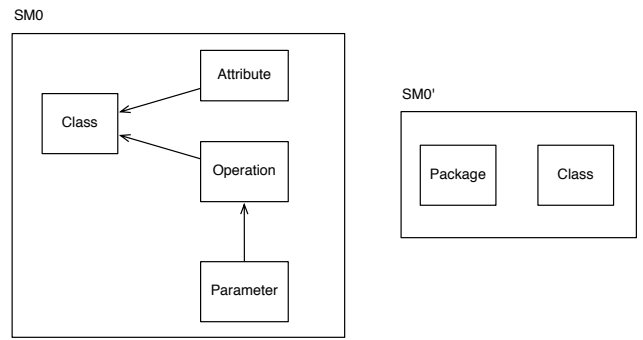 SM0
Attribute
Class
Operation
Parameter
SM0'
Package
Class